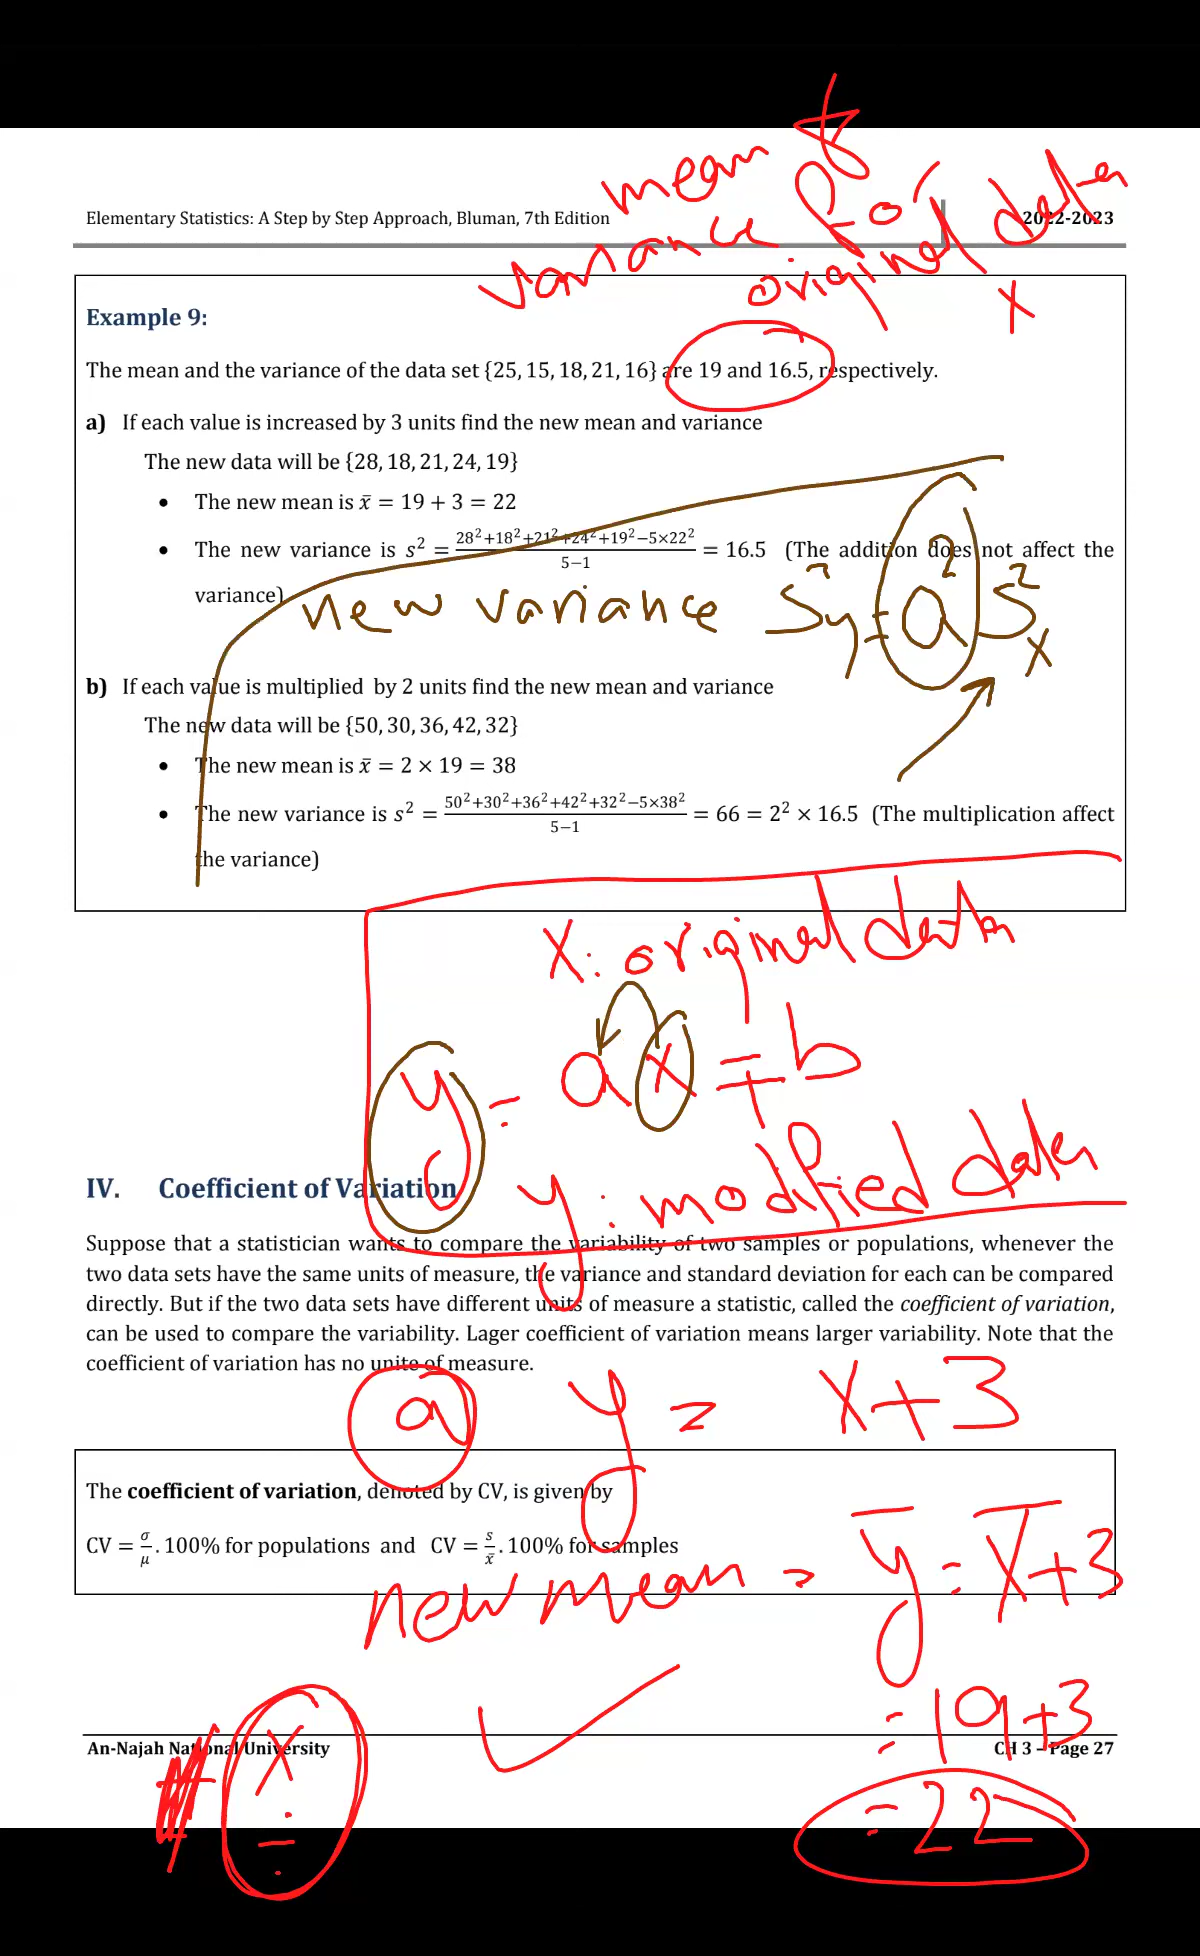 mean &
variance for
original data
X
Elementary Statistics: A Step by Step Approach, Bluman, 7th Edition 2022-2023
Example 9:
The mean and the variance of the data set {25, 15, 18, 21, 16} are 19 and 16.5, respectively.
a) If each value is increased by 3 units find the new mean and variance
The new data will be {28, 18, 21, 24, 19}
• The new mean is x̄ = 19 + 3 = 22
• The new variance is s² = (28²+18²+21²+24²+19²−5×22²)/(5−1) = 16.5 (The addition does not affect the
variance)
new variance S²y = a² S²x
b) If each value is multiplied by 2 units find the new mean and variance
The new data will be {50, 30, 36, 42, 32}
• The new mean is x̄ = 2 × 19 = 38
• The new variance is s² = (50²+30²+36²+42²+32²−5×38²)/(5−1) = 66 = 2² × 16.5 (The multiplication affect
the variance)
X: original data
y = ax ∓ b
y: modified data
IV. Coefficient of Variation
Suppose that a statistician wants to compare the variability of two samples or populations, whenever the
two data sets have the same units of measure, the variance and standard deviation for each can be compared
directly. But if the two data sets have different units of measure a statistic, called the coefficient of variation,
can be used to compare the variability. Lager coefficient of variation means larger variability. Note that the
coefficient of variation has no unite of measure.
a y = X+3
The coefficient of variation, denoted by CV, is given by
CV = σ/μ . 100% for populations and CV = s/x̄ . 100% for samples
new mean = ȳ = x̄+3
= 19+3
= 22
An-Najah National University CH 3 – Page 27
X
÷